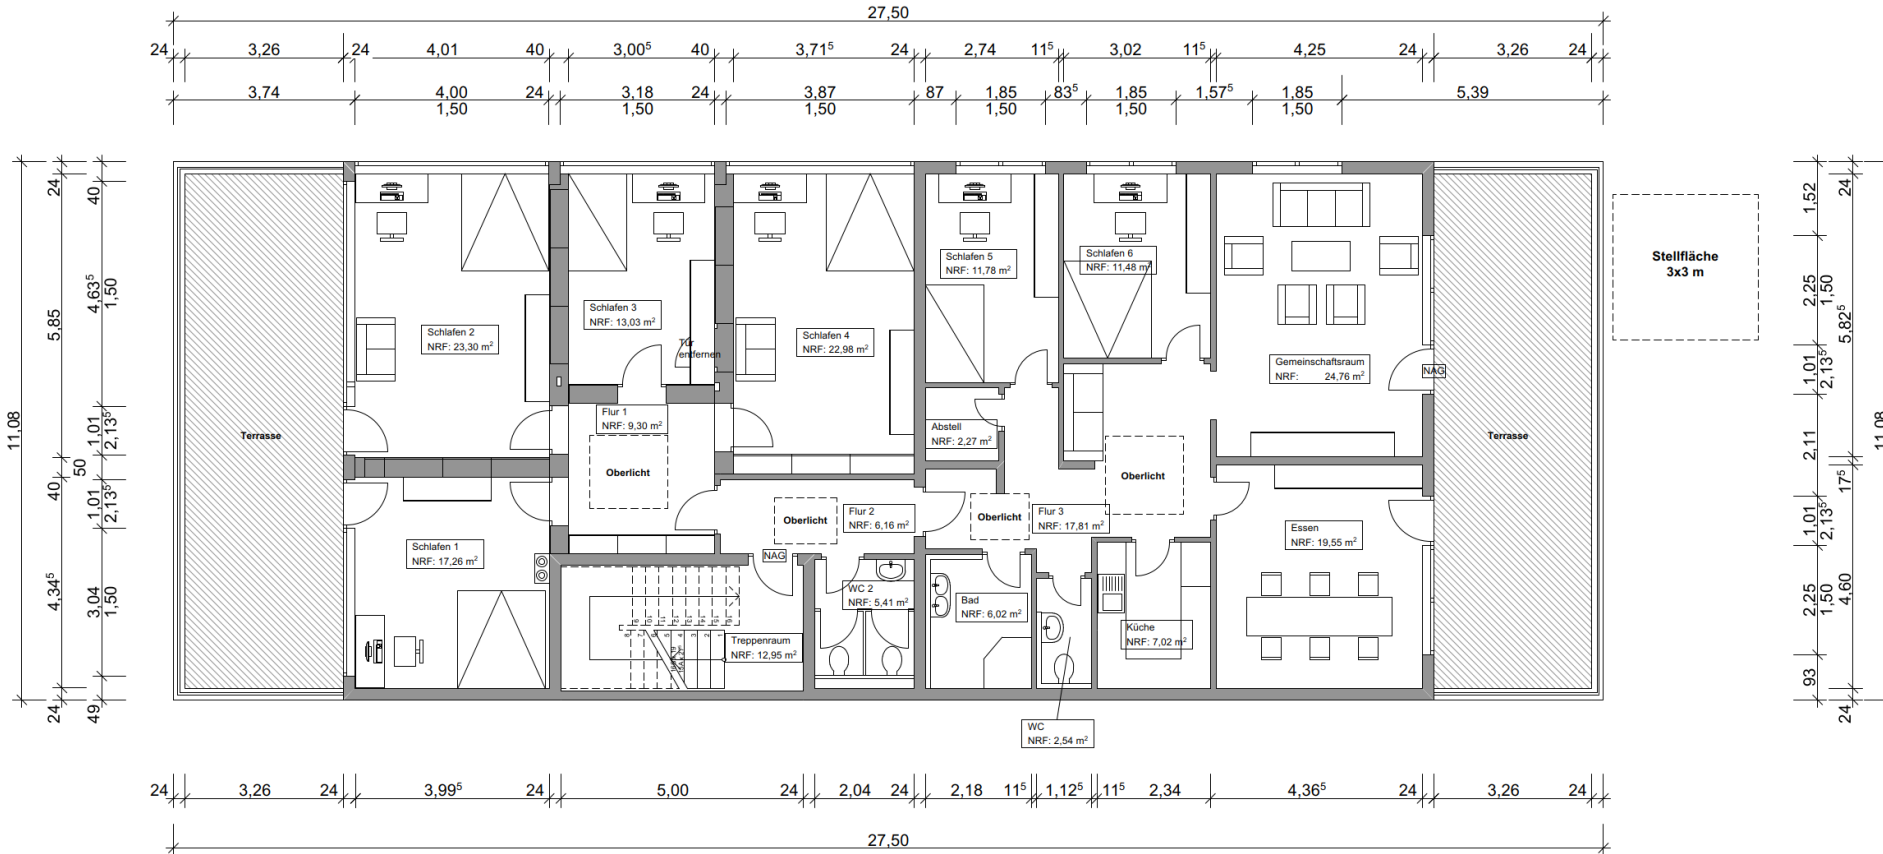 27,50
24 3,26 24 4,01 40 3,00⁵ 40 3,71⁵ 24 2,74 11⁵ 3,02 11⁵ 4,25 24 3,26 24
3,74 4,00 24 3,18 24 3,87 87 1,85 83⁵ 1,85 1,57⁵ 1,85 5,39
1,50 1,50 1,50 1,50 1,50 1,50
11,08
24 5,85 40 4,34⁵ 24
40 4,63⁵ 1,01 50 1,01 3,04 49
1,50 2,13⁵ 2,13⁵ 1,50
Terrasse
Schlafen 2
NRF: 23,30 m²
Schlafen 3
NRF: 13,03 m²
Tür
entfernen
Schlafen 4
NRF: 22,98 m²
Schlafen 5
NRF: 11,78 m²
Schlafen 6
NRF: 11,48 m²
Gemeinschaftsraum
NRF: 24,76 m²
NAG
Terrasse
Stellfläche
3x3 m
Flur 1
NRF: 9,30 m²
Oberlicht
Abstell
NRF: 2,27 m²
Oberlicht
Schlafen 1
NRF: 17,26 m²
Oberlicht
Flur 2
NRF: 6,16 m²
NAG
Oberlicht
Flur 3
NRF: 17,81 m²
Essen
NRF: 19,55 m²
WC 2
NRF: 5,41 m²
Bad
NRF: 6,02 m²
Küche
NRF: 7,02 m²
Treppenraum
NRF: 12,95 m²
8 7 6 5 4 3 2 1
WC
NRF: 2,54 m²
1,52 2,25 1,01 2,11 1,01 2,25 93
1,50 2,13⁵ 2,13⁵ 1,50
24 5,82⁵ 17⁵ 4,60 24
11,08
24 3,26 24 3,99⁵ 24 5,00 24 2,04 24 2,18 11⁵ 1,12⁵ 11⁵ 2,34 4,36⁵ 24 3,26 24
27,50